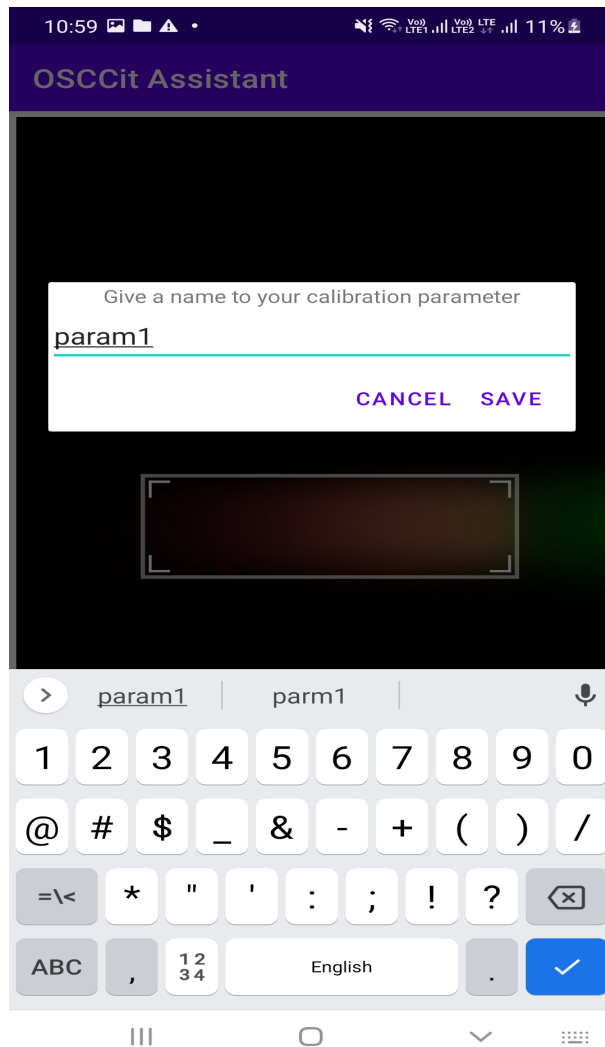 10:59 Vo)) LTE1 Vo)) LTE2 LTE 11%
OSCCit Assistant
Give a name to your calibration parameter
param1
CANCEL SAVE
param1 parm1
1 2 3 4 5 6 7 8 9 0
@ # $ _ & - + ( ) /
=\< * " ' : ; ! ?
ABC , 1 2 3 4 English .